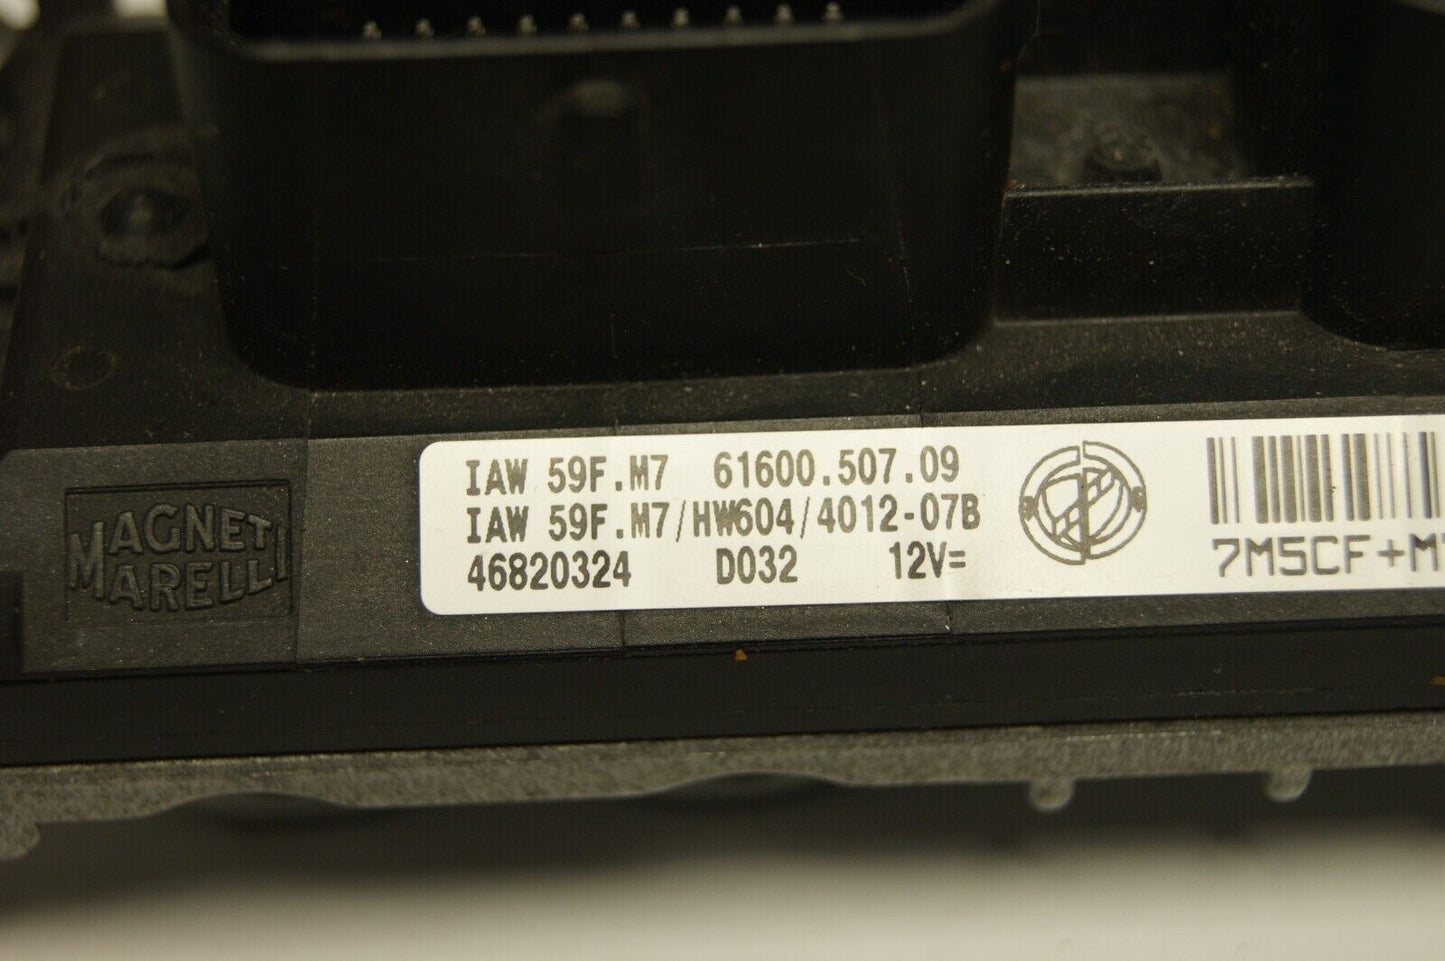 MAGNETI
MARELLI
IAW 59F.M7 61600.507.09
IAW 59F.M7/HW604/4012-07B
46820324 D032 12V=
7M5CF+M